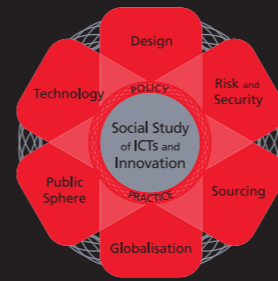 Design
Technology
POLICY
Risk and
Security
Social Study
of ICTs and
Innovation
Public
Sphere
PRACTICE
Sourcing
Globalisation